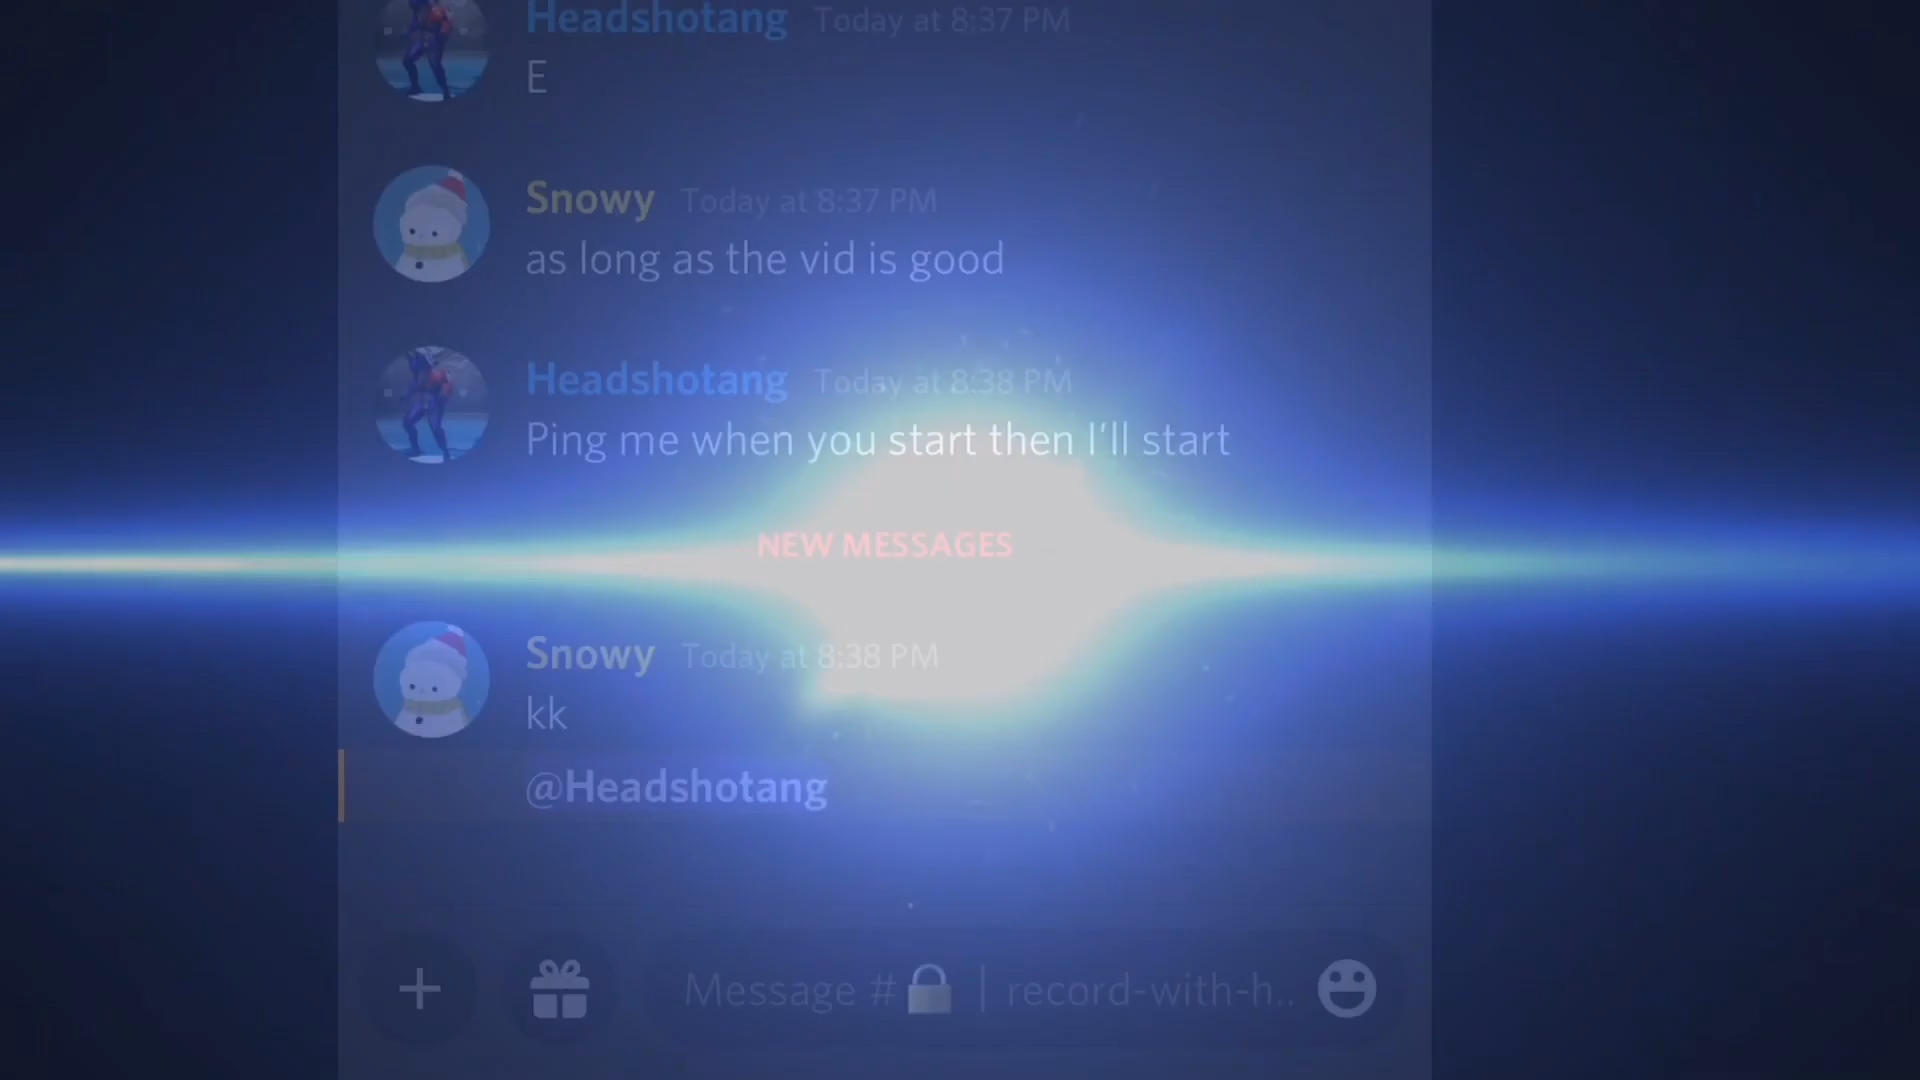 Headshotang Today at 8:37 PM
E
Snowy Today at 8:37 PM
as long as the vid is good
Headshotang Today at 8:38 PM
Ping me when you start then I'll start
NEW MESSAGES
Snowy Today at 8:38 PM
kk
@Headshotang
Message #🔒 | record-with-h..